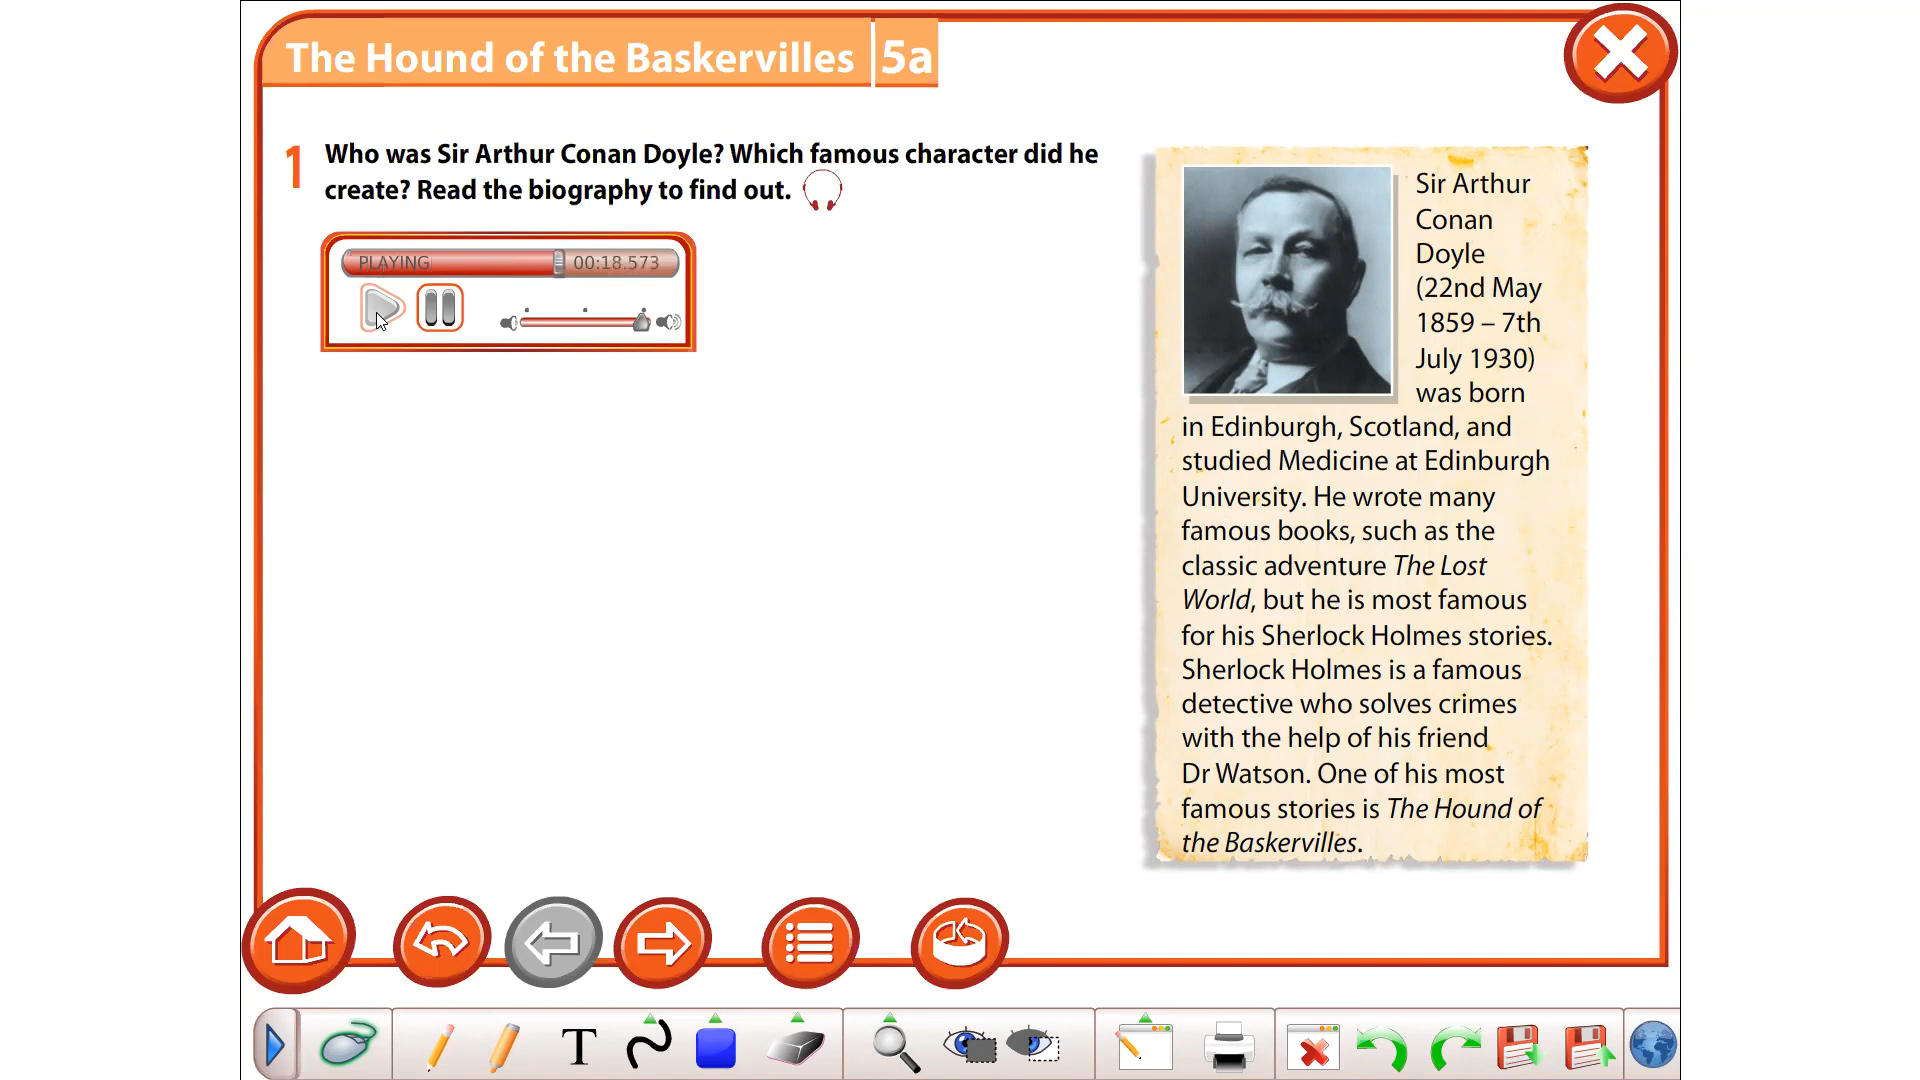 The Hound of the Baskervilles 5a
1 Who was Sir Arthur Conan Doyle? Which famous character did he
create? Read the biography to find out.
PLAYING 00:18.573
Sir Arthur
Conan
Doyle
(22nd May
1859 – 7th
July 1930)
was born
in Edinburgh, Scotland, and
studied Medicine at Edinburgh
University. He wrote many
famous books, such as the
classic adventure The Lost
World, but he is most famous
for his Sherlock Holmes stories.
Sherlock Holmes is a famous
detective who solves crimes
with the help of his friend
Dr Watson. One of his most
famous stories is The Hound of
the Baskervilles.
T